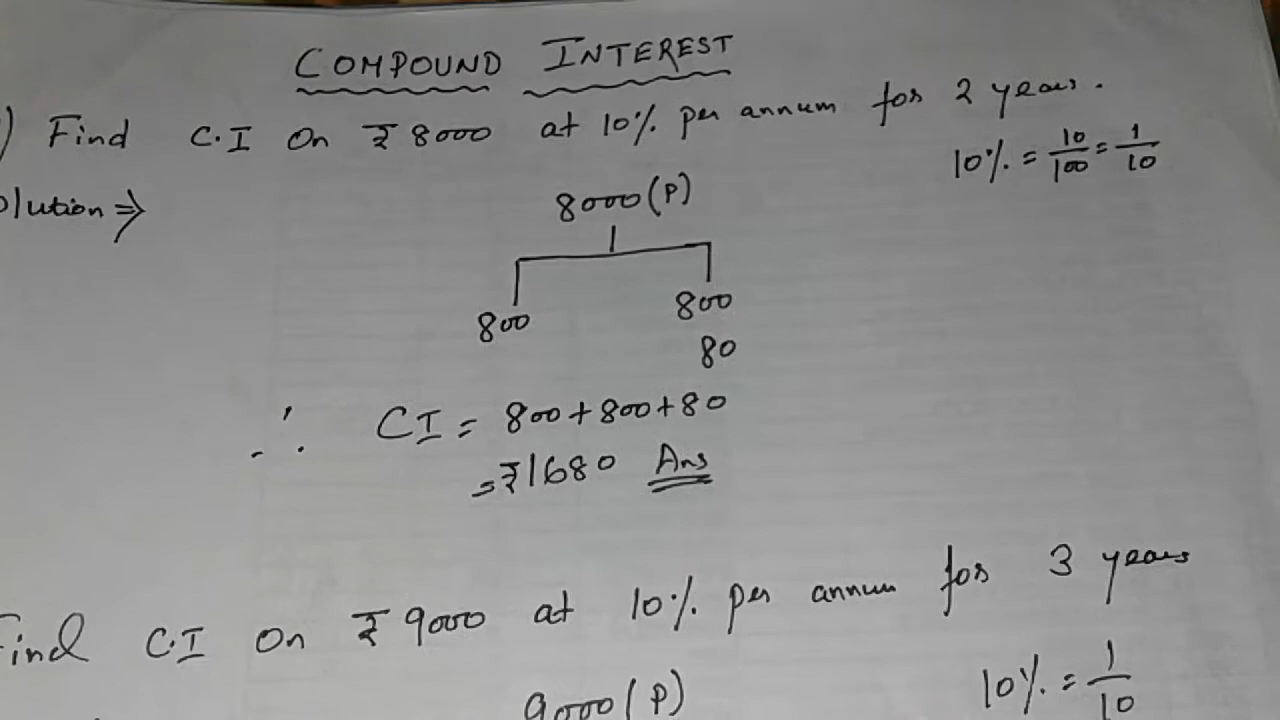 COMPOUND INTEREST
) Find C.I On ₹ 8000 at 10% per annum for 2 years.
10% = 10/100 = 1/10
olution ⇒
8000 (P)
800 800
80
∴ CI = 800+800+80
= ₹1680 Ans
Find C.I On ₹ 9000 at 10% per annum for 3 years
10% = 1/10
9000 (P)